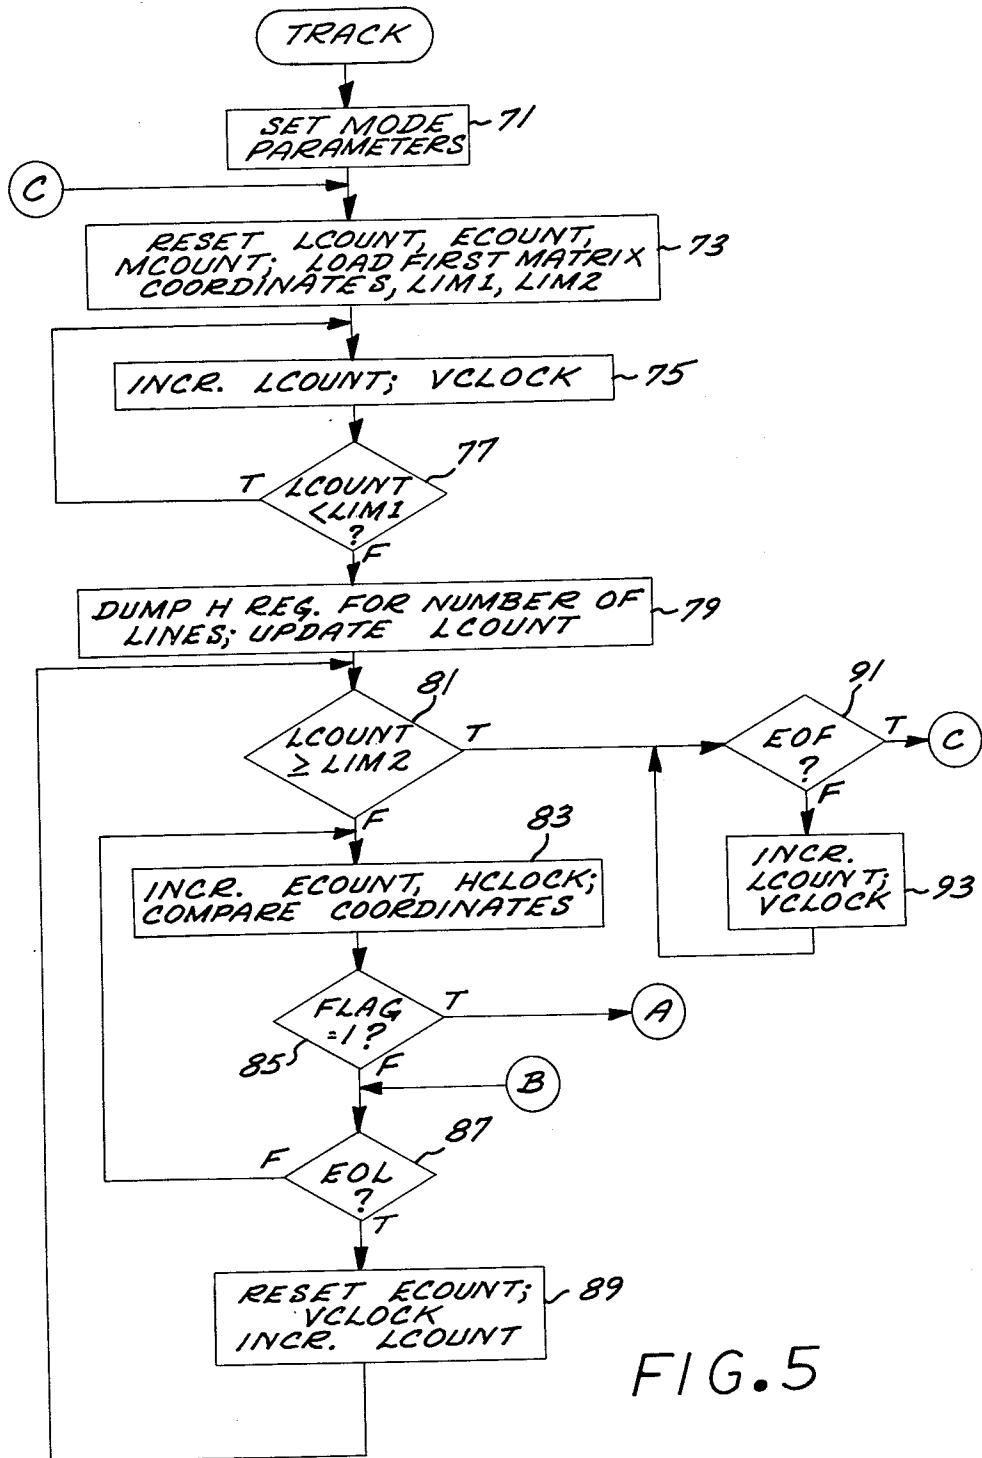 TRACK
SET MODE
PARAMETERS
71
C
RESET LCOUNT, ECOUNT,
MCOUNT; LOAD FIRST MATRIX
COORDINATES, LIM1, LIM2
73
INCR. LCOUNT; VCLOCK
75
77
T
LCOUNT
<LIM1
?
F
DUMP H REG. FOR NUMBER OF
LINES; UPDATE LCOUNT
79
81
LCOUNT
≥ LIM2
T
F
91
EOF
?
T
C
F
INCR.
LCOUNT;
VCLOCK
93
83
INCR. ECOUNT, HCLOCK;
COMPARE COORDINATES
FLAG
=1?
T
A
85
F
B
87
F
EOL
?
T
RESET ECOUNT;
VCLOCK
INCR. LCOUNT
89
FIG. 5